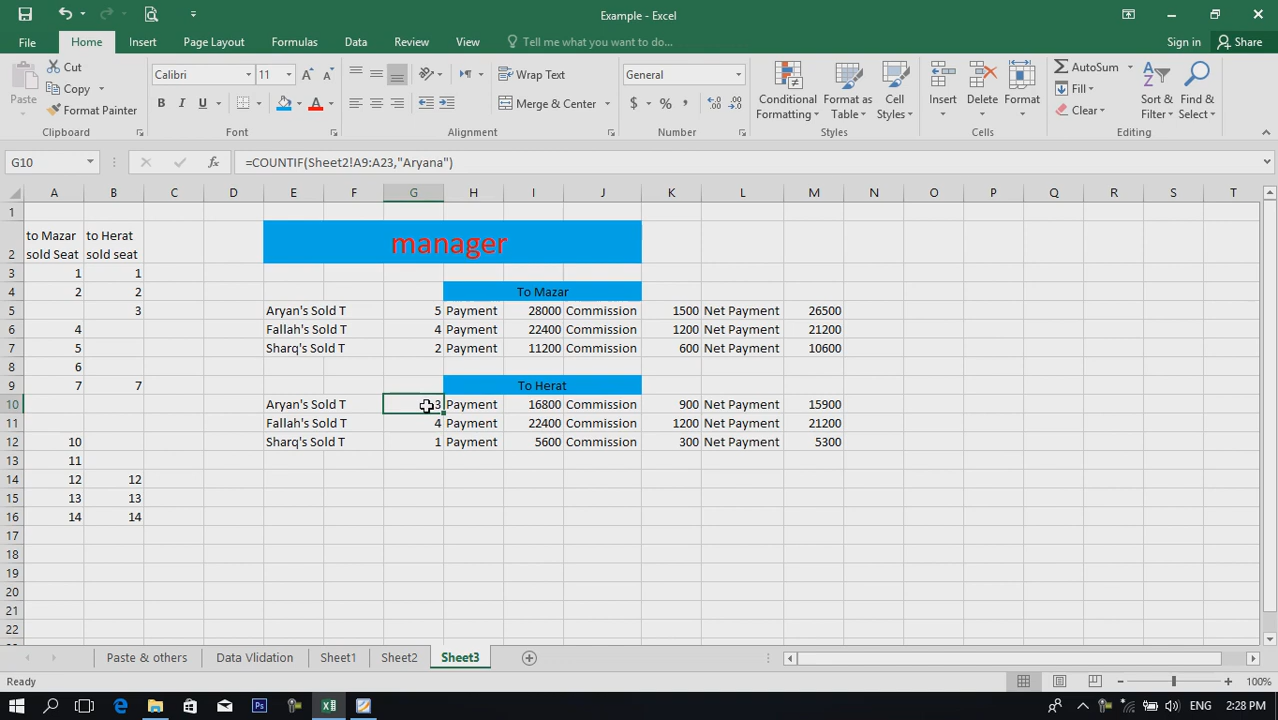 Example - Excel
File Home Insert Page Layout Formulas Data Review View Tell me what you want to do... Sign in Share
Paste Cut Copy Format Painter Clipboard
Calibri 11 A A B I U A Font
Wrap Text Merge & Center Alignment
General $ % , Number
Conditional Formatting Format as Table Cell Styles Styles
Insert Delete Format Cells
AutoSum Fill Clear Sort & Filter Find & Select Editing
G10 fx =COUNTIF(Sheet2!A9:A23,"Aryana")
A B C D E F G H I J K L M N O P Q R S T
1
2 to Mazar sold Seat to Herat sold seat manager
3 1 1
4 2 2 To Mazar
5 3 Aryan's Sold T 5 Payment 28000 Commission 1500 Net Payment 26500
6 4 Fallah's Sold T 4 Payment 22400 Commission 1200 Net Payment 21200
7 5 Sharq's Sold T 2 Payment 11200 Commission 600 Net Payment 10600
8 6
9 7 7 To Herat
10 Aryan's Sold T 3 Payment 16800 Commission 900 Net Payment 15900
11 Fallah's Sold T 4 Payment 22400 Commission 1200 Net Payment 21200
12 10 Sharq's Sold T 1 Payment 5600 Commission 300 Net Payment 5300
13 11
14 12 12
15 13 13
16 14 14
17
18
19
20
21
22
Paste & others Data Vlidation Sheet1 Sheet2 Sheet3
Ready 100%
Ps ENG 2:28 PM